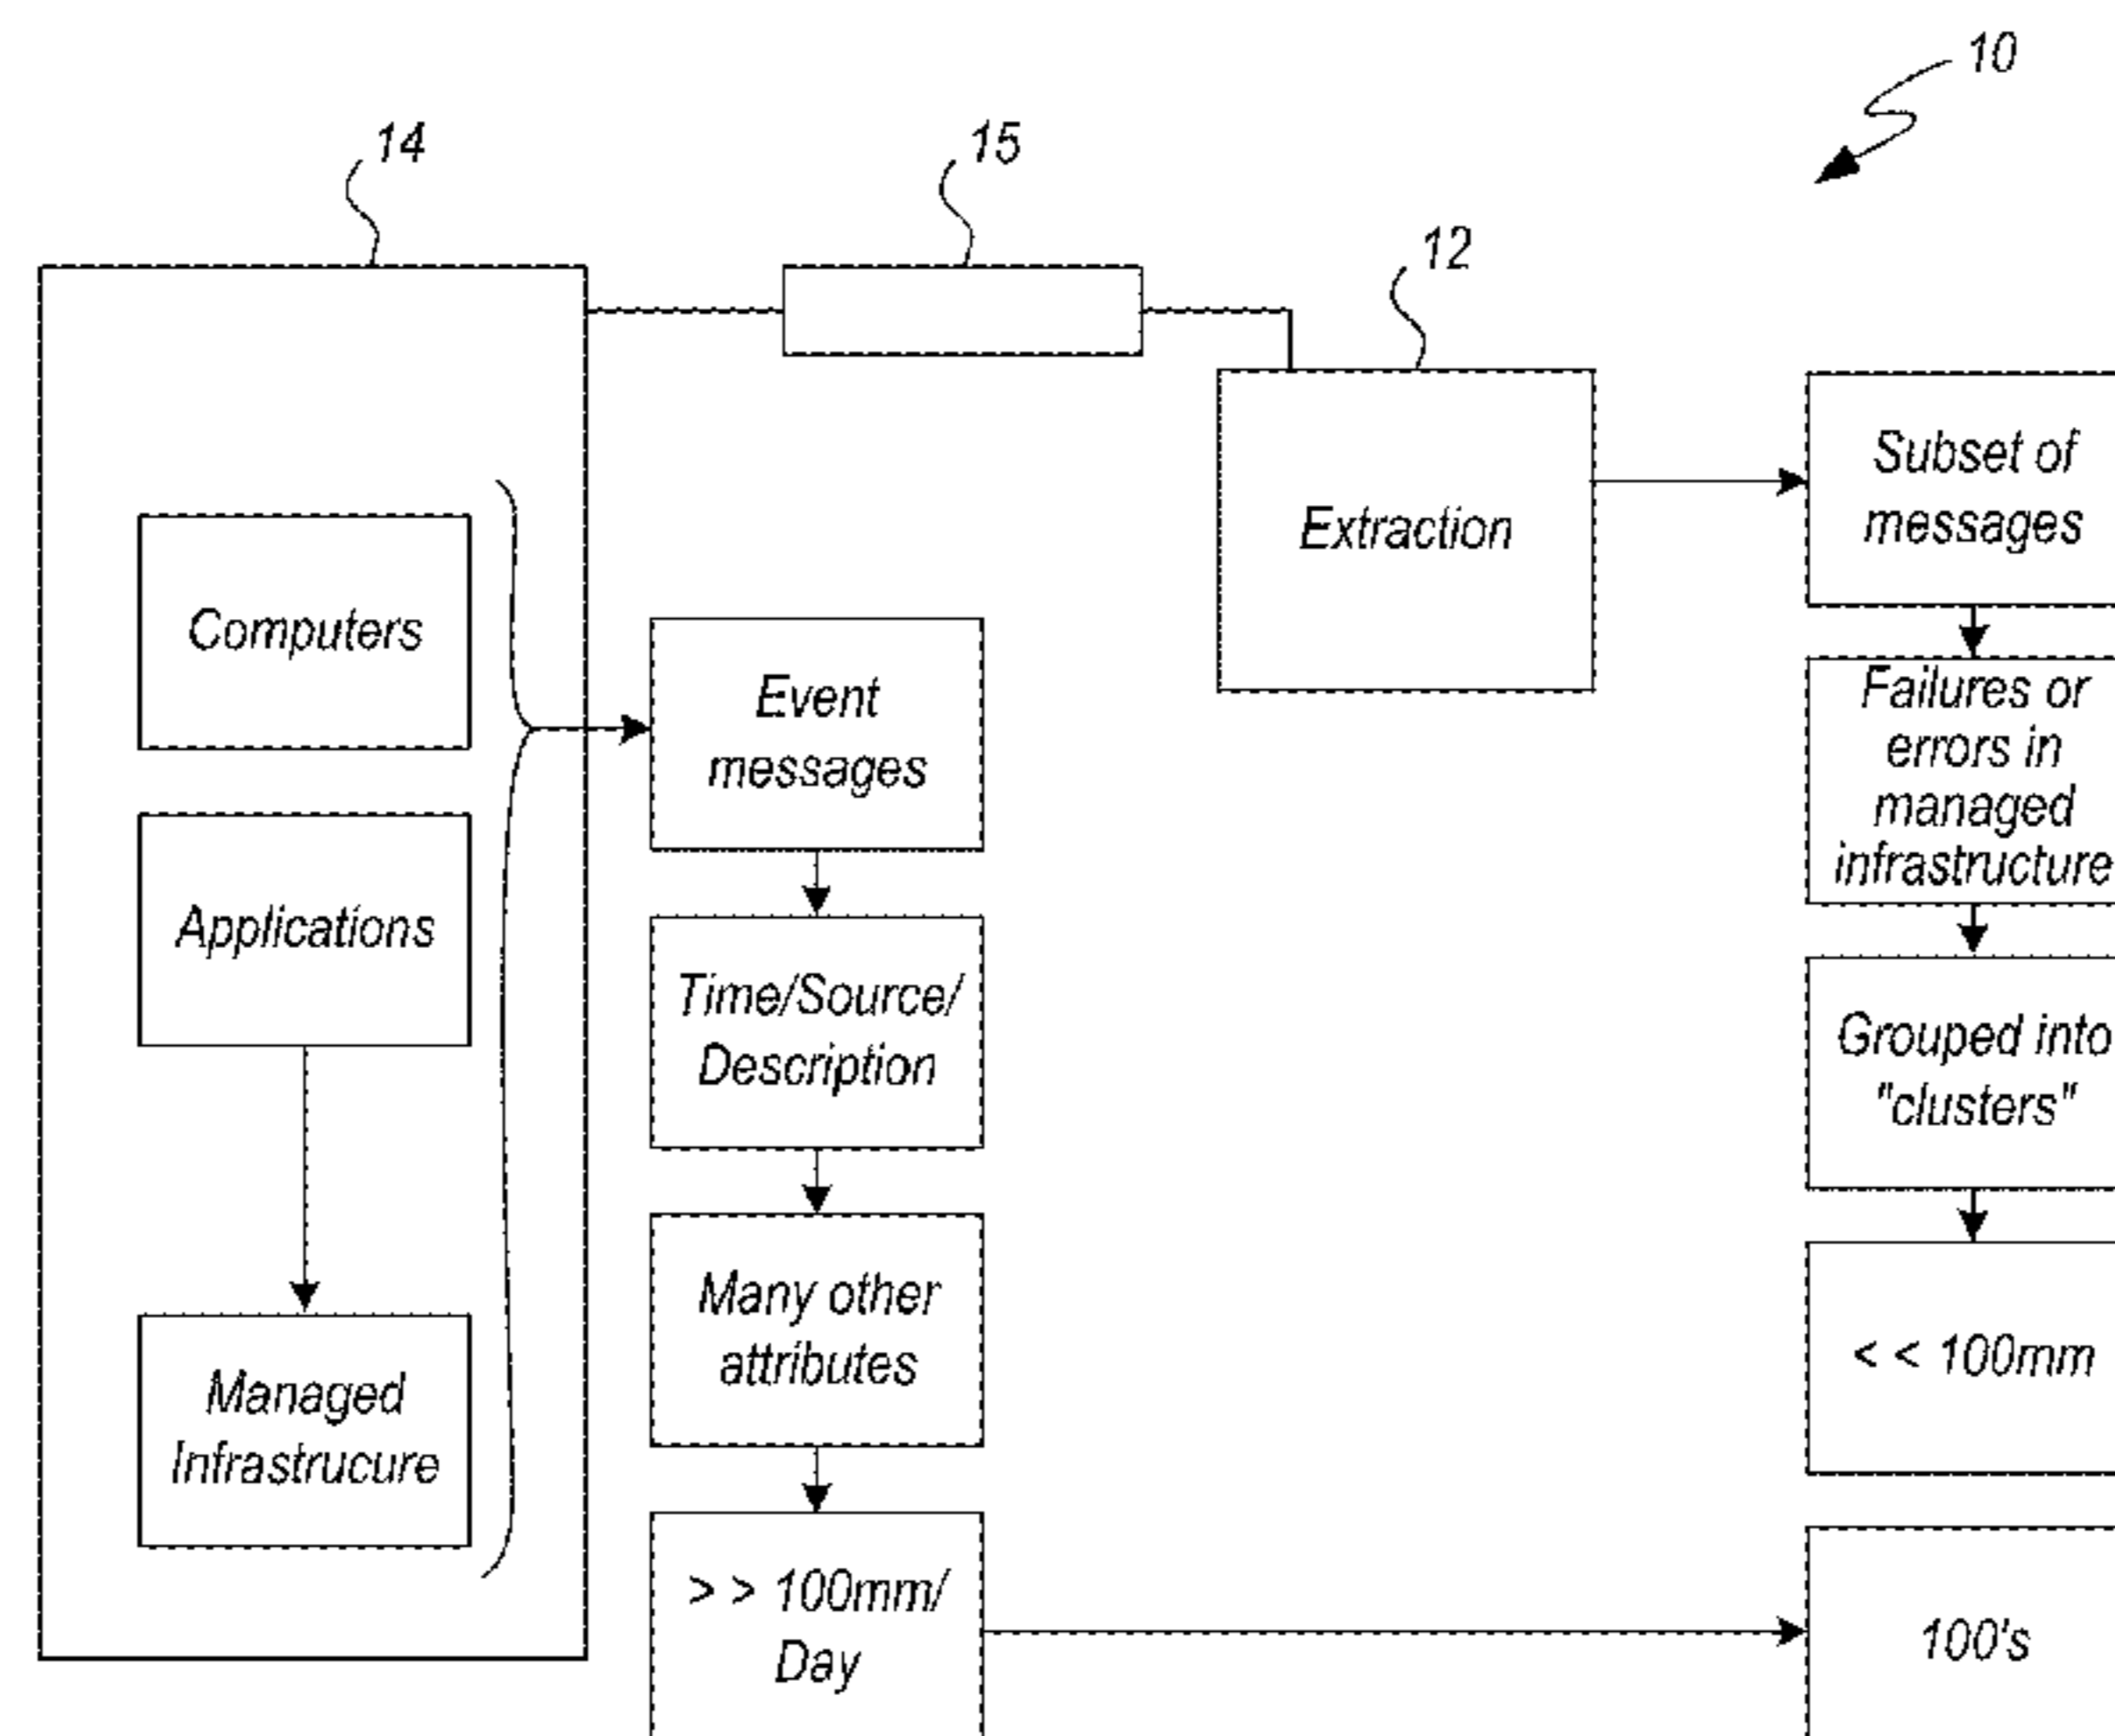 10
14
15
12
Computers
Applications
Managed
Infrastrucure
Event
messages
Time/Source/
Description
Many other
attributes
> > 100mm/
Day
Extraction
Subset of
messages
Failures or
errors in
managed
infrastructure
Grouped into
"clusters"
< < 100mm
100's